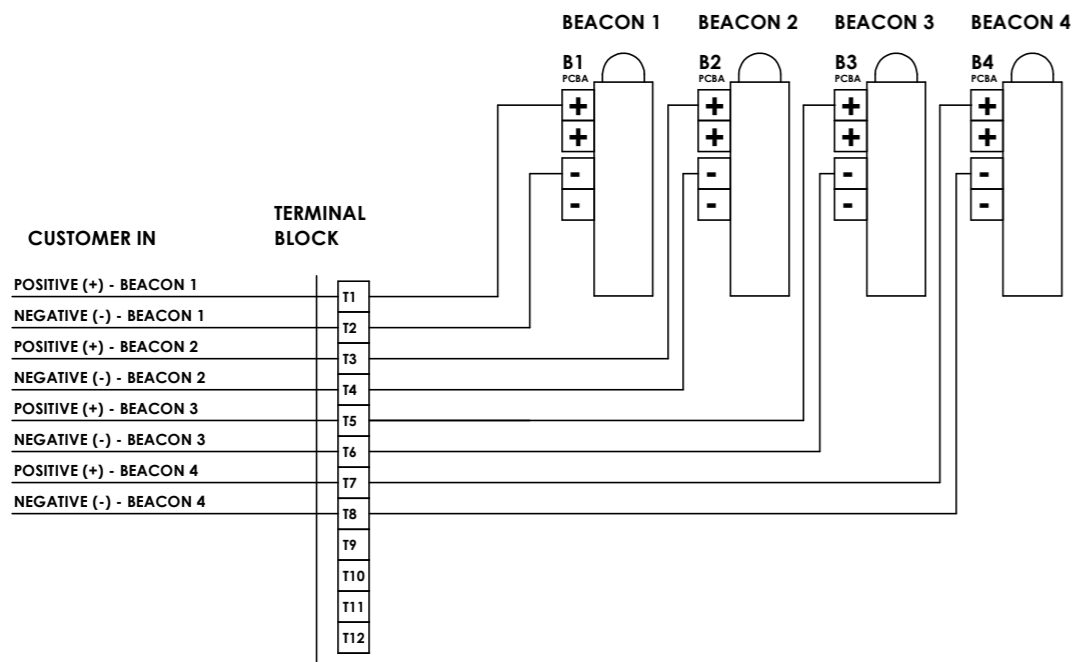 BEACON 1 BEACON 2 BEACON 3 BEACON 4
B1 B2 B3 B4
PCBA PCBA PCBA PCBA
+ + + +
+ + + +
- - - -
- - - -
TERMINAL
BLOCK
CUSTOMER IN
POSITIVE (+) - BEACON 1
T1
NEGATIVE (-) - BEACON 1
T2
POSITIVE (+) - BEACON 2
T3
NEGATIVE (-) - BEACON 2
T4
POSITIVE (+) - BEACON 3
T5
NEGATIVE (-) - BEACON 3
T6
POSITIVE (+) - BEACON 4
T7
NEGATIVE (-) - BEACON 4
T8
T9
T10
T11
T12